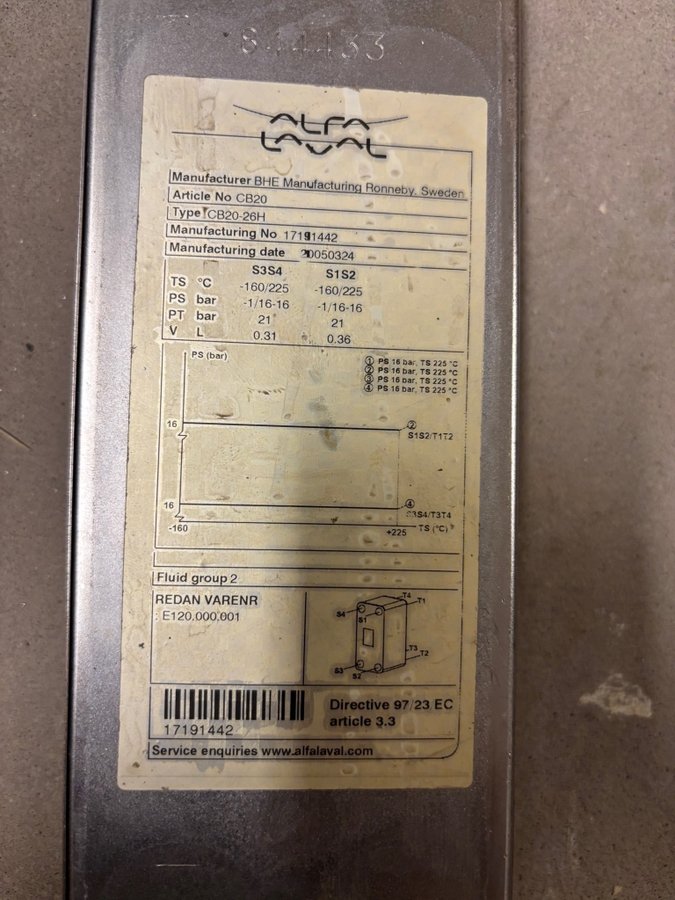 844433
ALFA
LAVAL
Manufacturer BHE Manufacturing Ronneby, Sweden
Article No CB20
Type CB20-26H
Manufacturing No 17191442
Manufacturing date 20050324
S3S4 S1S2
TS °C -160/225 -160/225
PS bar -1/16-16 -1/16-16
PT bar 21 21
V L 0.31 0.36
PS (bar)
① PS 16 bar, TS 225 °C
② PS 16 bar, TS 225 °C
③ PS 16 bar, TS 225 °C
④ PS 16 bar, TS 225 °C
16 ②
S1S2/T1T2
16 ④
S3S4/T3T4
-160 +225 TS (°C)
Fluid group 2
REDAN VARENR
: E120.000.001
T4
T1
S4
S1
T3
T2
S3
S2
17191442
Directive 97/23 EC
article 3.3
Service enquiries www.alfalaval.com